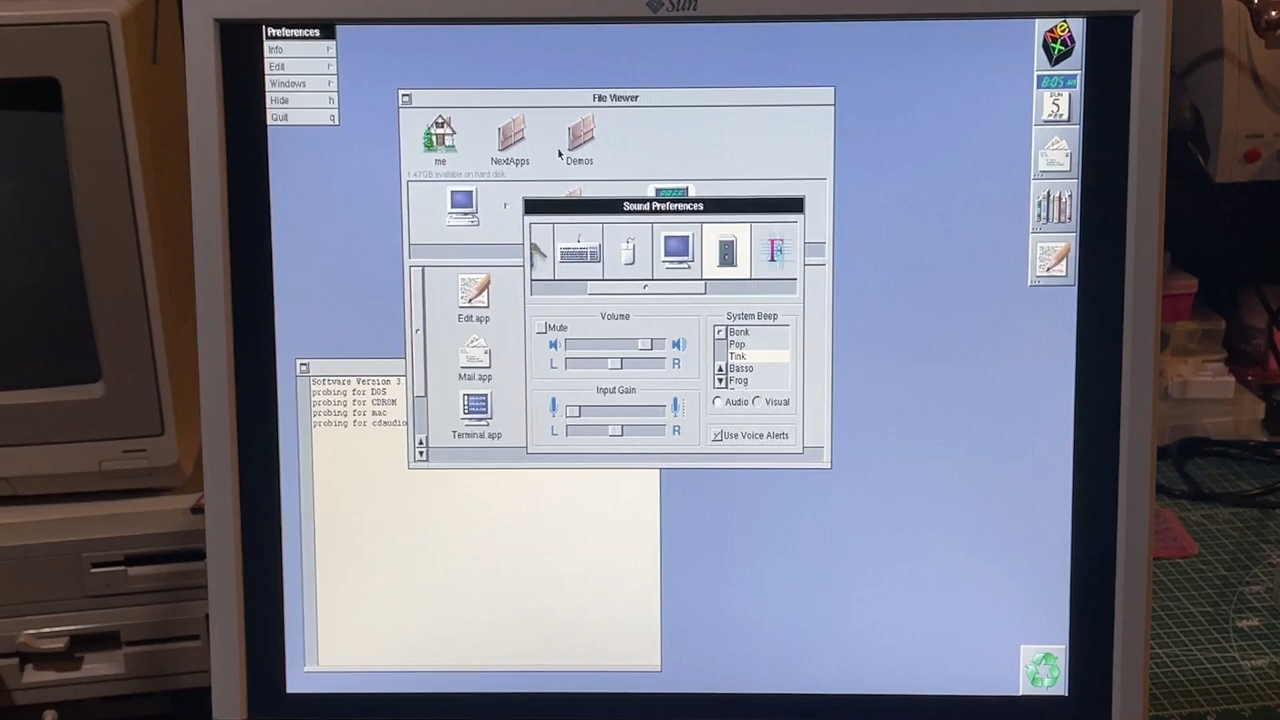 Sun
Preferences
Info
Edit
Windows
Hide h
Quit q
File Viewer
me
NextApps
Demos
1.47GB available on hard disk
Sound Preferences
Edit.app
Mail.app
Terminal.app
Volume
Mute
L R
Input Gain
L R
System Beep
Bonk
Pop
Tink
Basso
Frog
Audio Visual
Use Voice Alerts
Software Version 3.
probing for DOS
probing for CDROM
probing for mac
probing for cdaudio
NeXT
8:05 AM
SUN
5
FEB